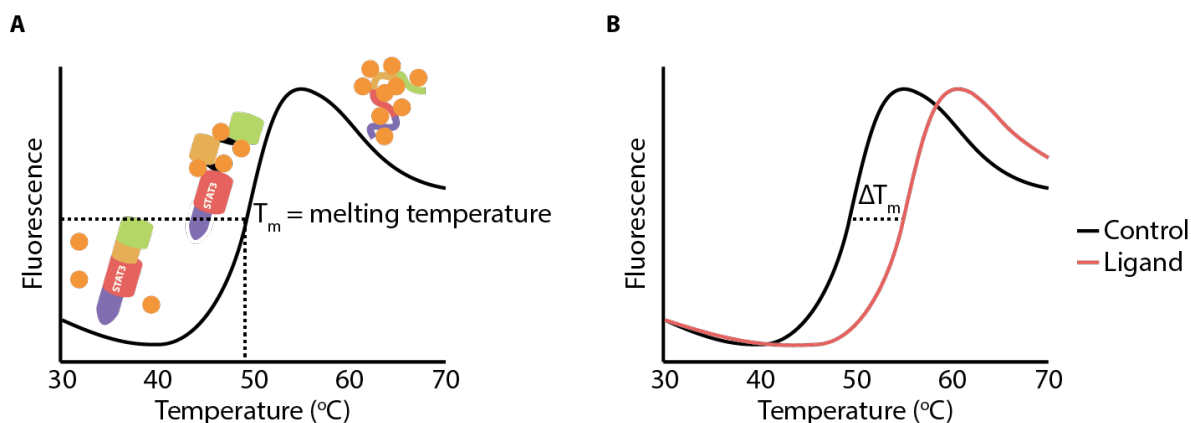 A
Fluorescence
STAT3
STAT3
Tm = melting temperature
30 40 50 60 70
Temperature (oC)
B
Fluorescence
ΔTm
30 40 50 60 70
Temperature (oC)
Control
Ligand